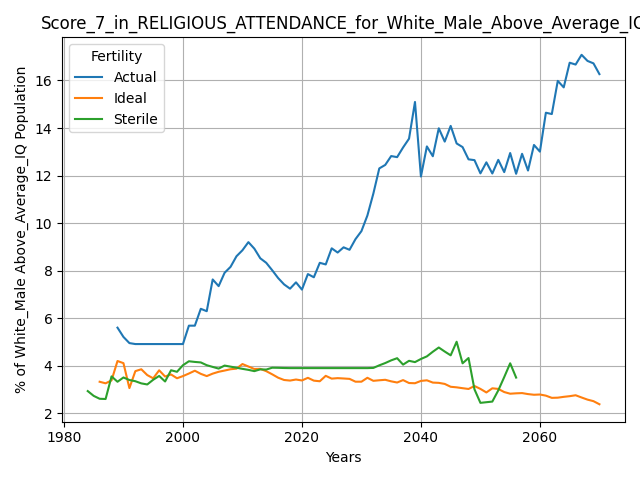 Score_7_in_RELIGIOUS_ATTENDANCE_for_White_Male_Above_Average_IQ
Fertility
Actual
Ideal
Sterile
% of White_Male Above_Average_IQ Population
16
14
12
10
8
6
4
2
1980
2000
2020
2040
2060
Years